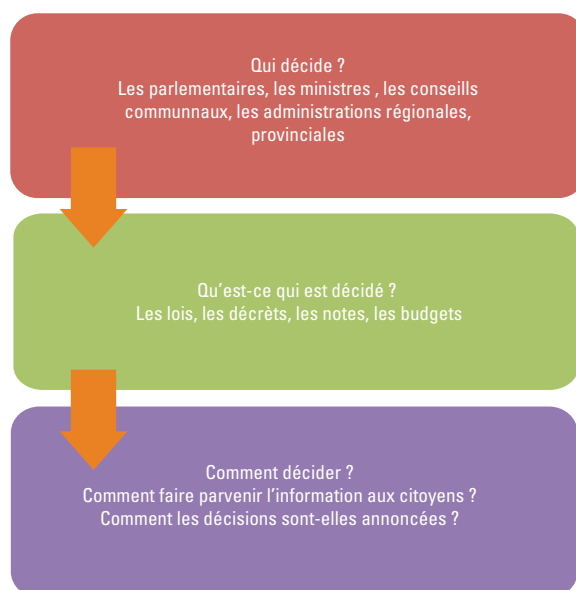 Qui décide ?
Les parlementaires, les ministres , les conseills
communnaux, les administrations régionales,
provinciales
Qu'est-ce qui est décidé ?
Les lois, les décrèts, les notes, les budgets
Comment décider ?
Comment faire parvenir l'information aux citoyens ?
Comment les décisions sont-elles annoncées ?